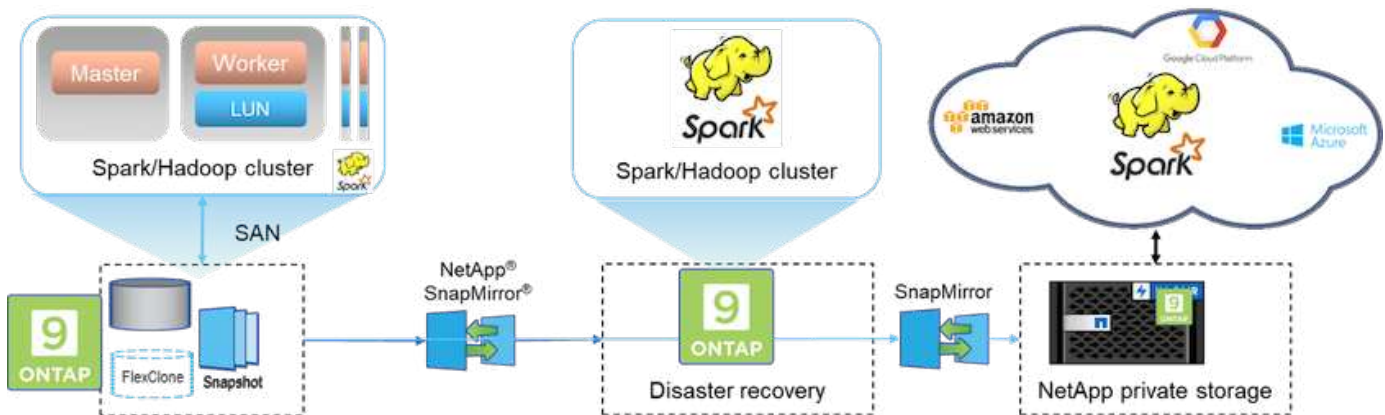 Master
Worker
LUN
Spark/Hadoop cluster
Spark
SAN
9
ONTAP
FlexClone
Snapshot
NetApp®
SnapMirror®
Spark
Spark/Hadoop cluster
9
ONTAP
Disaster recovery
SnapMirror
Google Cloud Platform
amazon
web services
Spark
Microsoft
Azure
9
ONTAP
NetApp private storage